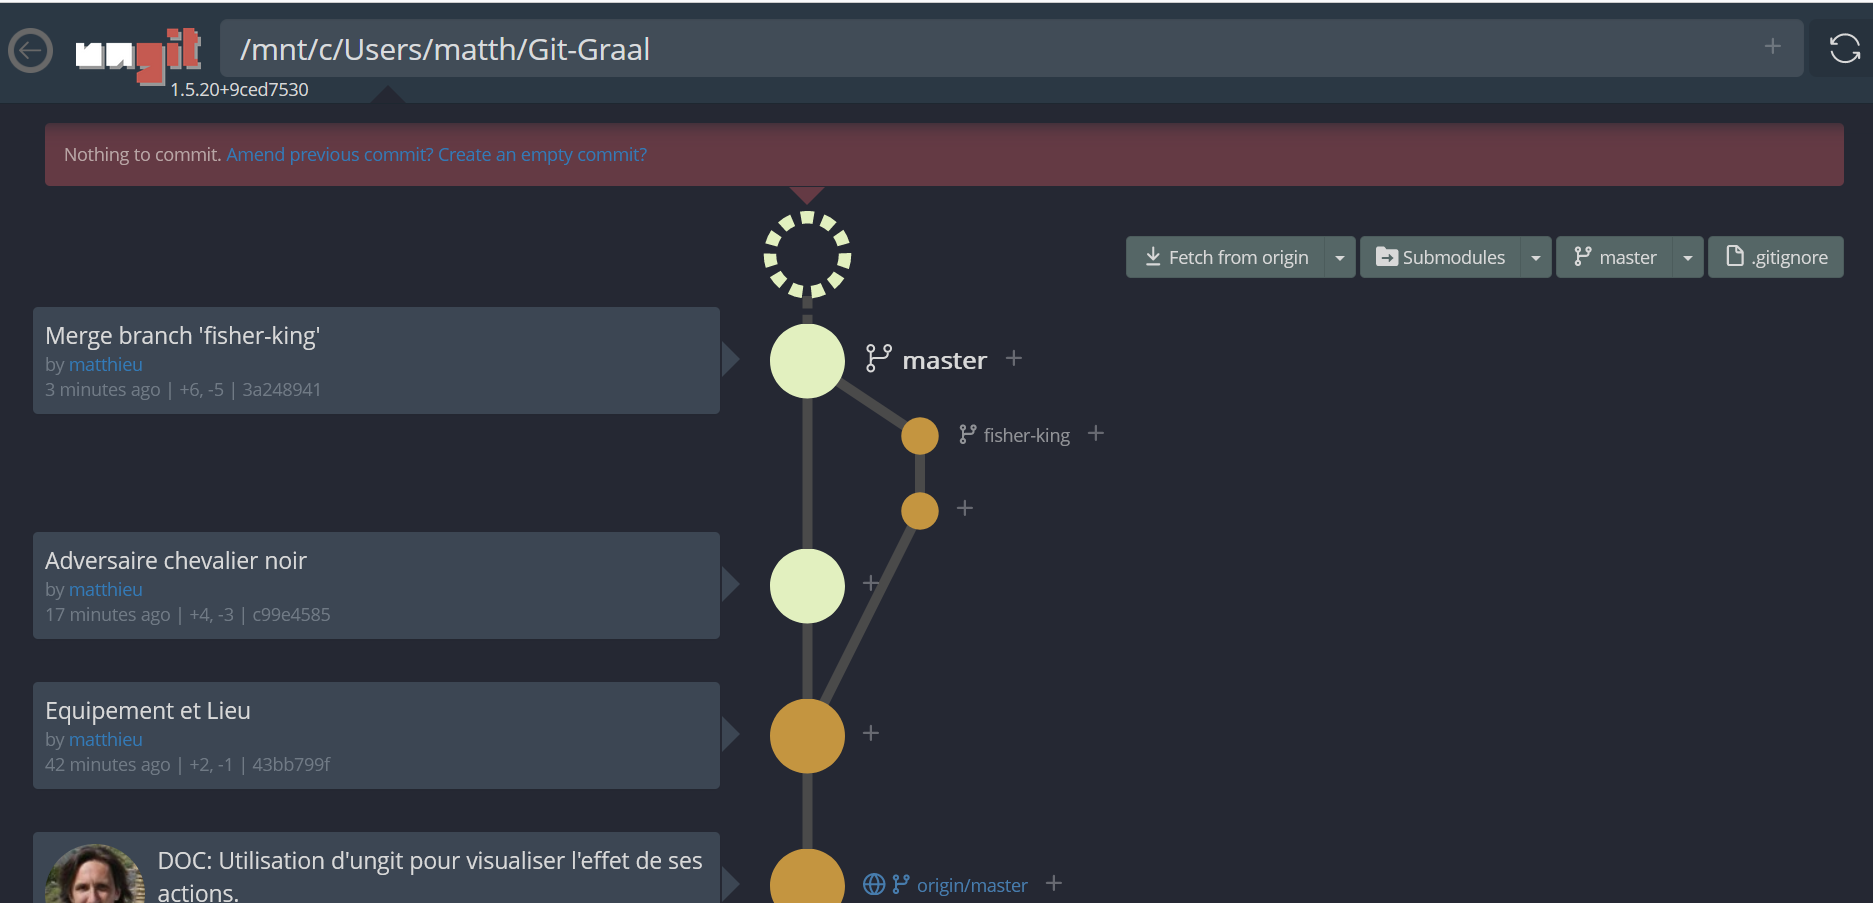 ungit
/mnt/c/Users/matth/Git-Graal
1.5.20+9ced7530
Nothing to commit. Amend previous commit? Create an empty commit?
Fetch from origin
Submodules
master
.gitignore
Merge branch 'fisher-king'
by matthieu
3 minutes ago | +6, -5 | 3a248941
master
fisher-king
Adversaire chevalier noir
by matthieu
17 minutes ago | +4, -3 | c99e4585
Equipement et Lieu
by matthieu
42 minutes ago | +2, -1 | 43bb799f
DOC: Utilisation d'ungit pour visualiser l'effet de ses
actions.
origin/master